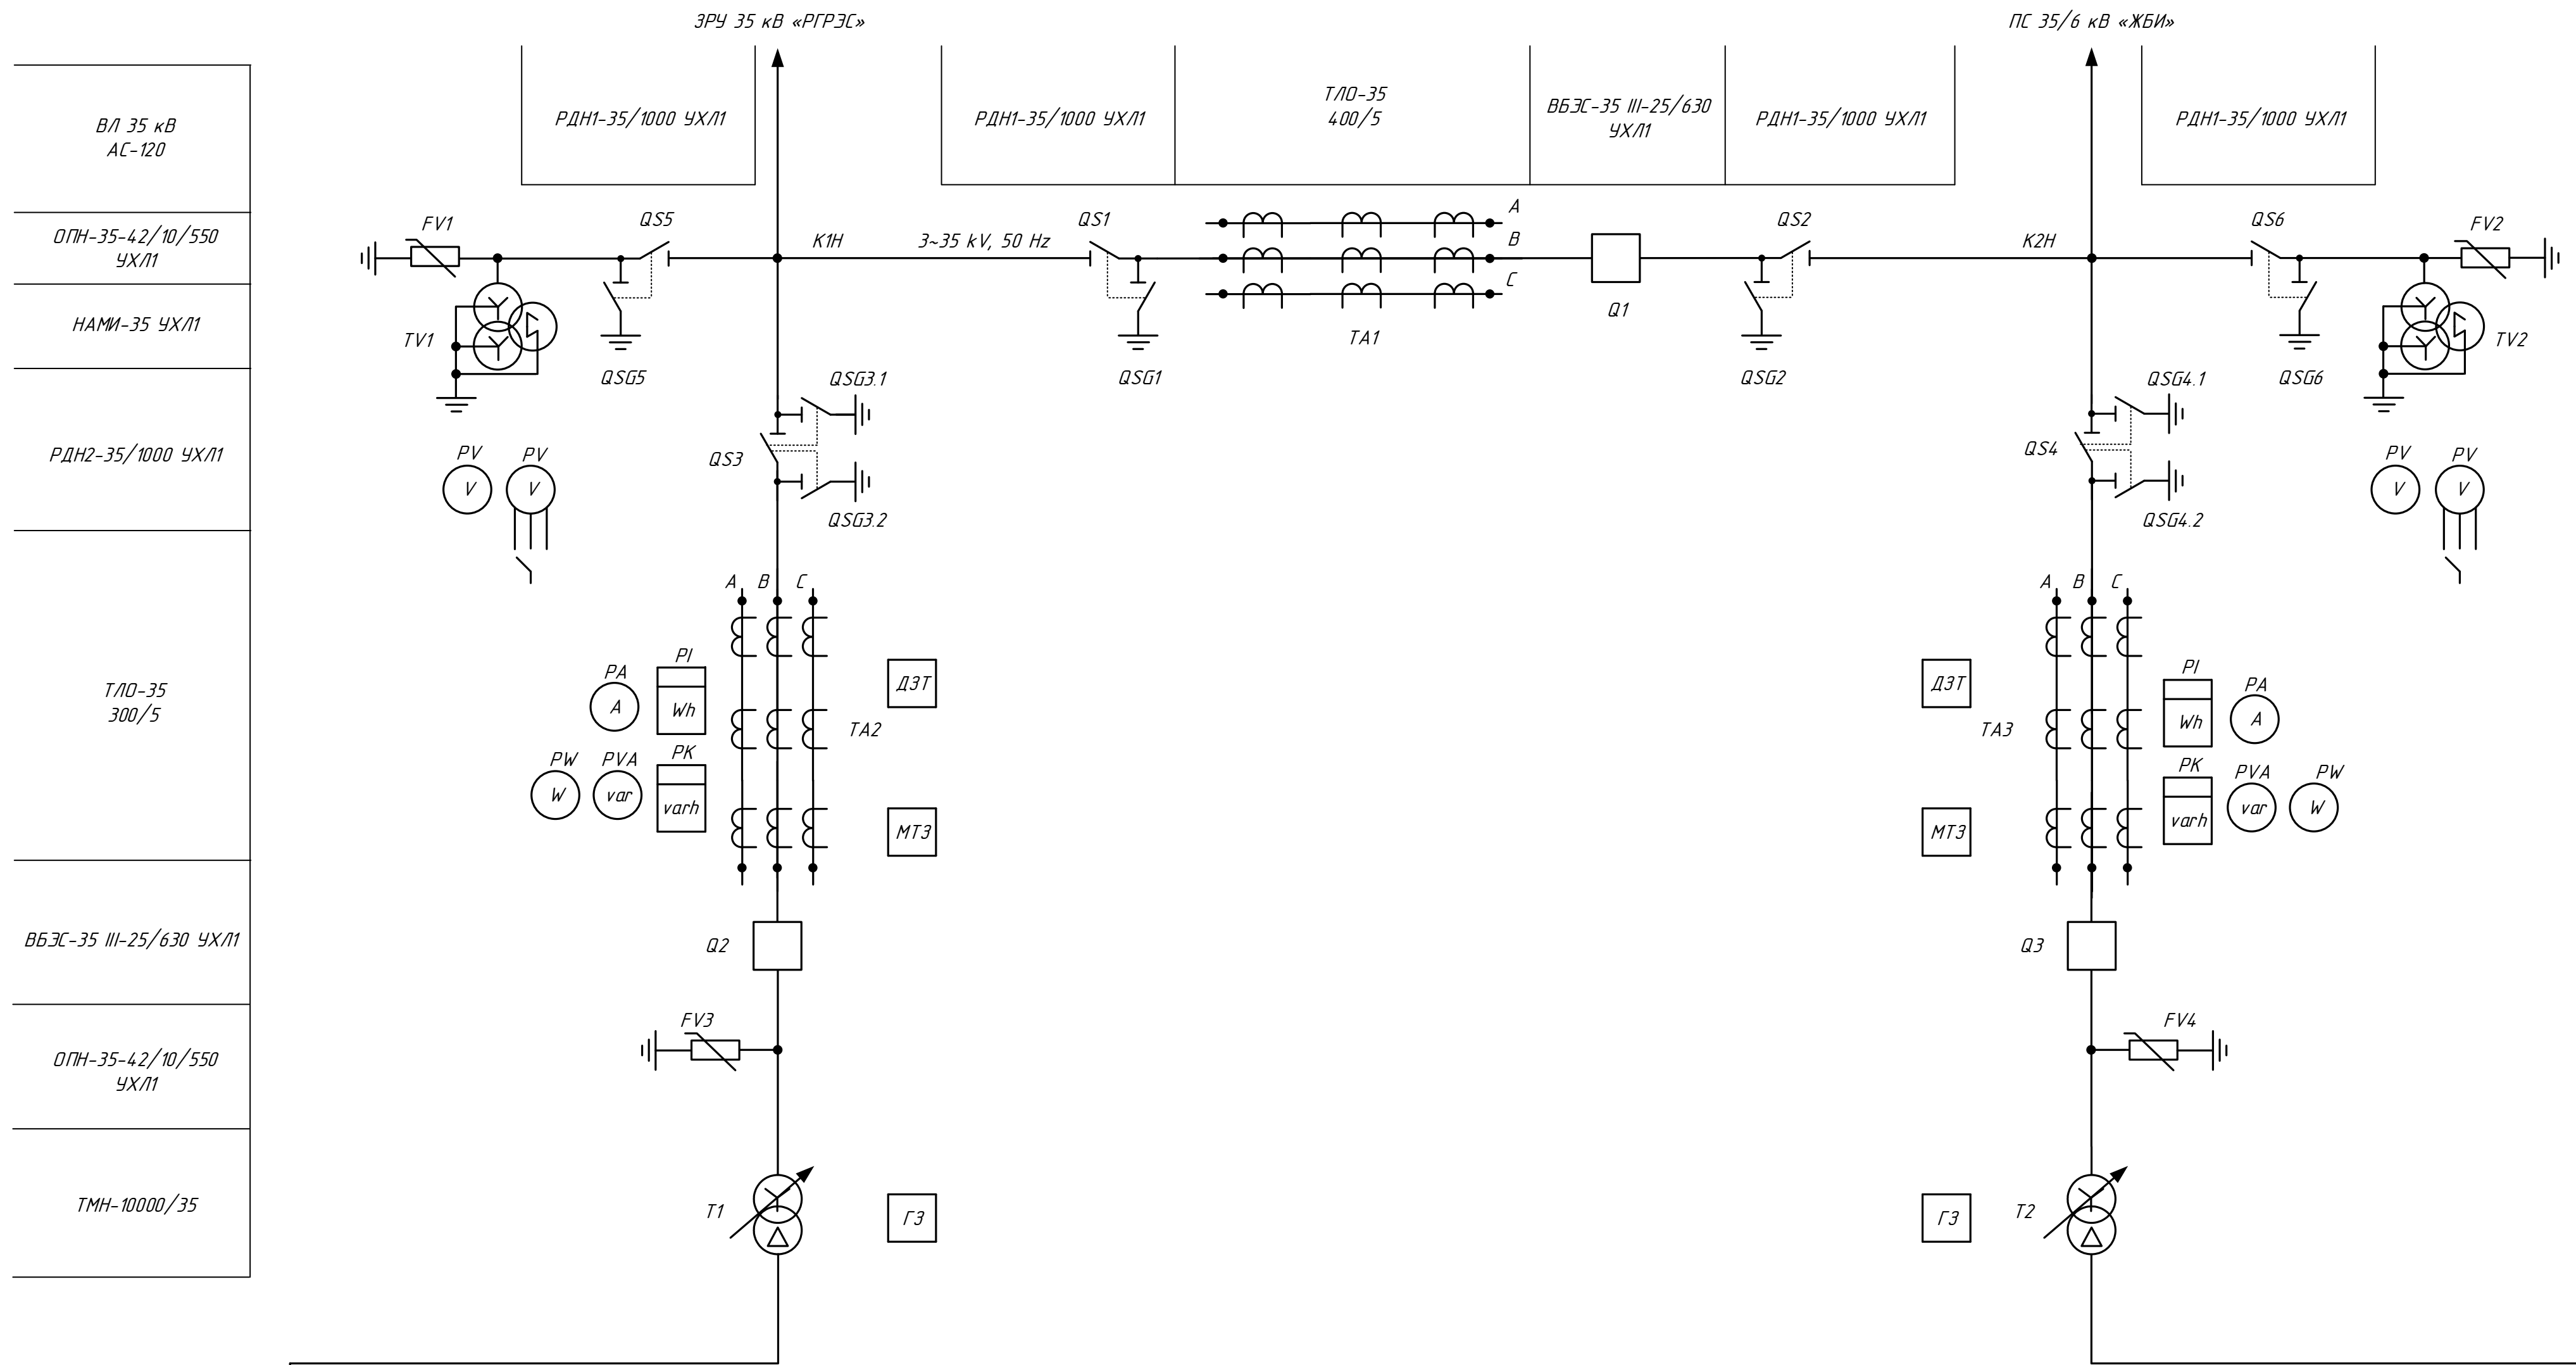 ЗРУ 35 кВ «РГРЭС»
ПС 35/6 кВ «ЖБИ»
ВЛ 35 кВ
АС-120
РДН1-35/1000 УХЛ1
РДН1-35/1000 УХЛ1
ТЛО-35
400/5
ВБЭС-35 III-25/630
УХЛ1
РДН1-35/1000 УХЛ1
РДН1-35/1000 УХЛ1
ОПН-35-42/10/550
УХЛ1
FV1
QS5
К1Н
3~35 kV, 50 Hz
QS1
A
B
C
QS2
К2Н
QS6
FV2
НАМИ-35 УХЛ1
TV1
QSG5
QSG1
TA1
Q1
QSG2
QSG6
TV2
РДН2-35/1000 УХЛ1
PV
V
PV
V
QSG3.1
QS3
QSG3.2
QSG4.1
QS4
QSG4.2
PV
V
PV
V
ТЛО-35
300/5
A B C
PA
A
PI
Wh
PW
W
PVA
var
PK
varh
TA2
ДЗТ
МТЗ
A B C
ДЗТ
МТЗ
TA3
PI
Wh
PA
A
PK
varh
PVA
var
PW
W
ВБЭС-35 III-25/630 УХЛ1
Q2
Q3
ОПН-35-42/10/550
УХЛ1
FV3
FV4
ТМН-10000/35
T1
ГЗ
ГЗ
T2